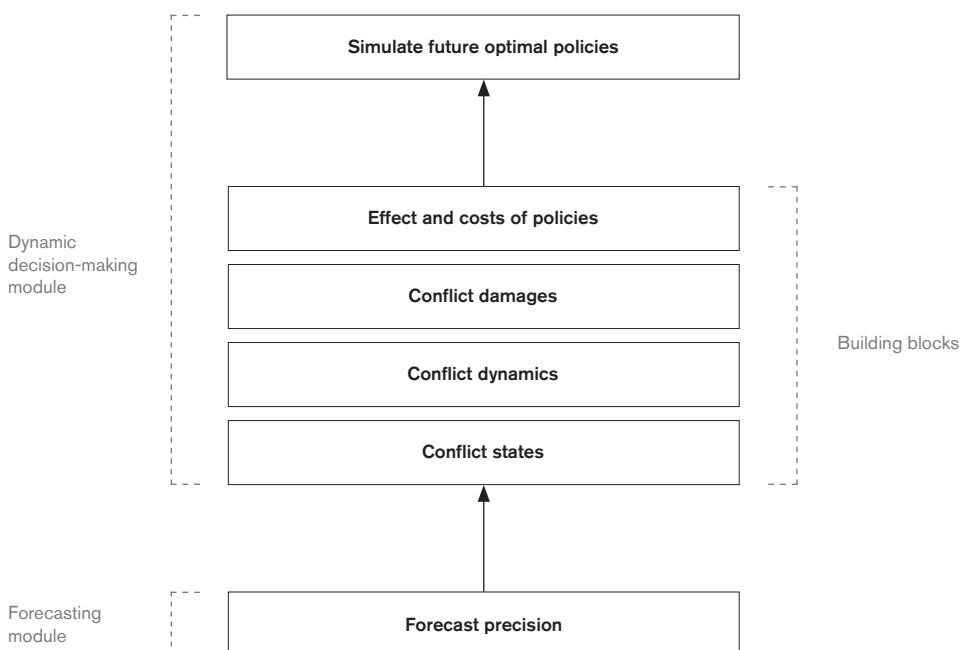 Simulate future optimal policies
Effect and costs of policies
Dynamic
decision-making
module
Conflict damages
Building blocks
Conflict dynamics
Conflict states
Forecasting
module
Forecast precision